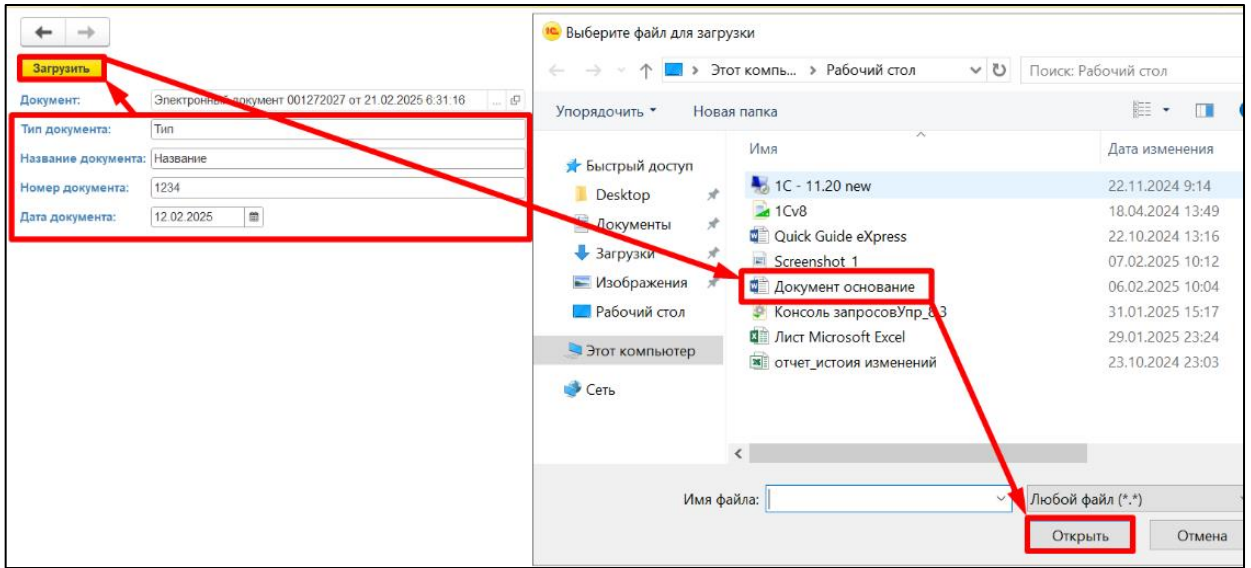 Загрузить
Документ: Электронный документ 001272027 от 21.02.2025 6:31:16 ...
Тип документа: Тип
Название документа: Название
Номер документа: 1234
Дата документа: 12.02.2025
1С Выберите файл для загрузки
Этот компь... > Рабочий стол
Поиск: Рабочий стол
Упорядочить Новая папка
Имя Дата изменения
Быстрый доступ
Desktop
Документы
Загрузки
Изображения
Рабочий стол
Этот компьютер
Сеть
1С - 11.20 new 22.11.2024 9:14
1Cv8 18.04.2024 13:49
Quick Guide eXpress 22.10.2024 13:16
Screenshot_1 07.02.2025 10:12
Документ основание 06.02.2025 10:04
Консоль запросовУпр_8.3 31.01.2025 15:17
Лист Microsoft Excel 29.01.2025 23:24
отчет_истоия изменений 23.10.2024 23:03
Имя файла: Любой файл (*.*)
Открыть Отмена